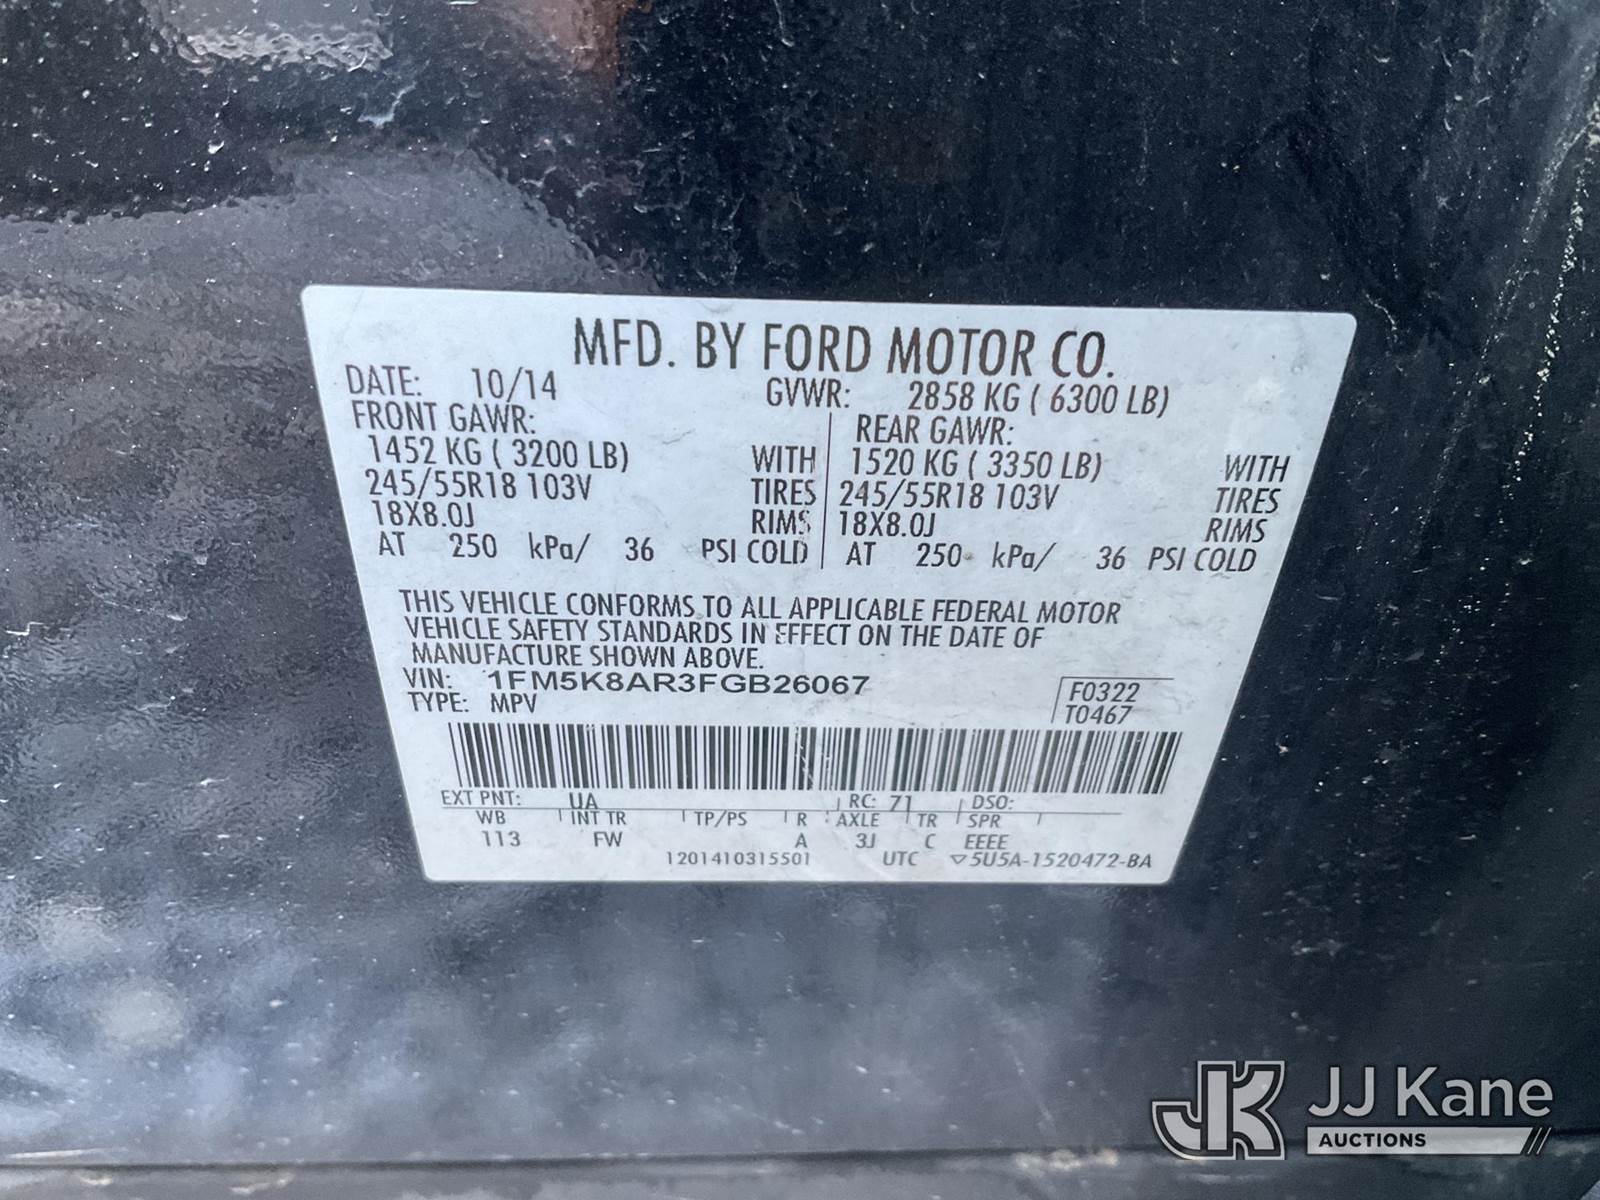 MFD. BY FORD MOTOR CO.
DATE: 10/14 GVWR: 2858 KG ( 6300 LB)
FRONT GAWR: REAR GAWR:
1452 KG ( 3200 LB) WITH 1520 KG ( 3350 LB) WITH
245/55R18 103V TIRES 245/55R18 103V TIRES
18X8.0J RIMS 18X8.0J RIMS
AT 250 kPa/ 36 PSI COLD AT 250 kPa/ 36 PSI COLD
THIS VEHICLE CONFORMS TO ALL APPLICABLE FEDERAL MOTOR
VEHICLE SAFETY STANDARDS IN EFFECT ON THE DATE OF
MANUFACTURE SHOWN ABOVE.
VIN: 1FM5K8AR3FGB26067 F0322
TYPE: MPV T0467
EXT PNT: UA RC: 71 DSO:
WB INT TR TP/PS R AXLE TR SPR
113 FW A 3J C EEEE
1201410315501 UTC ▽5U5A-1520472-BA
JK JJ Kane
AUCTIONS